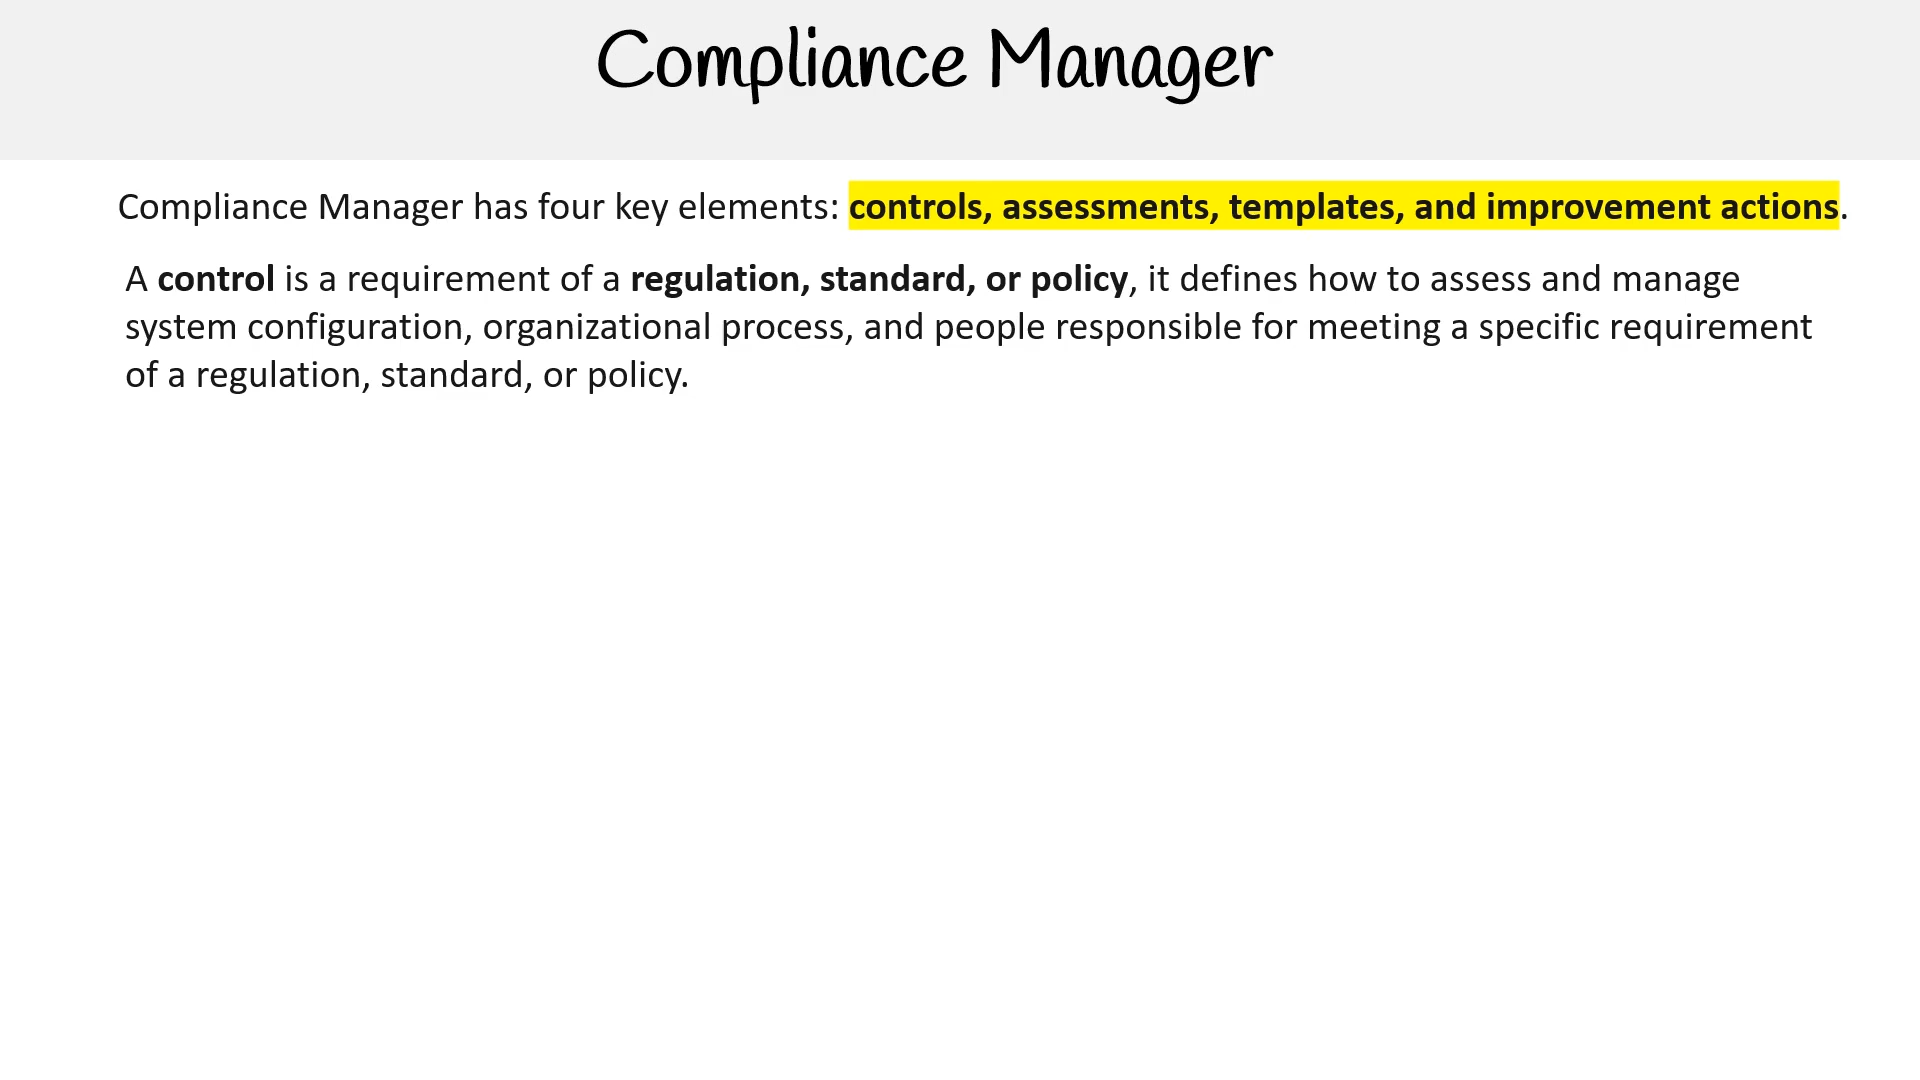 Compliance Manager
Compliance Manager has four key elements: controls, assessments, templates, and improvement actions.
A control is a requirement of a regulation, standard, or policy, it defines how to assess and manage
system configuration, organizational process, and people responsible for meeting a specific requirement
of a regulation, standard, or policy.